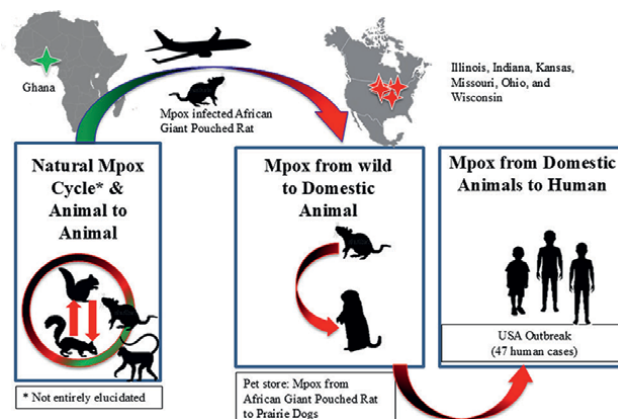 Ghana
Mpox infected African
Giant Pouched Rat
Illinois, Indiana, Kansas,
Missouri, Ohio, and
Wisconsin
Natural Mpox
Cycle* &
Animal to
Animal
* Not entirely elucidated
Mpox from wild
to Domestic
Animal
Pet store: Mpox from
African Giant Pouched Rat
to Prairie Dogs
Mpox from Domestic
Animals to Human
USA Outbreak
(47 human cases)